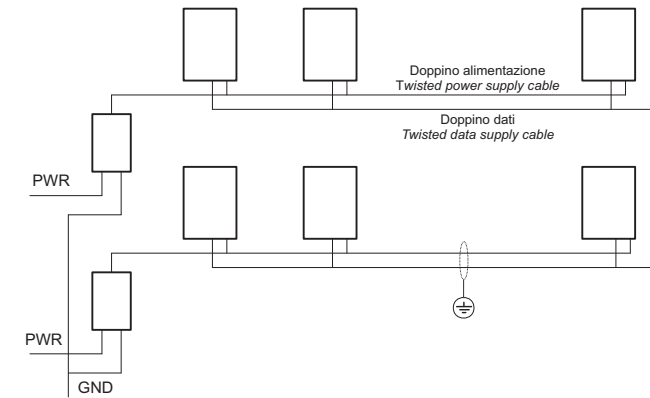 Doppino alimentazione
Twisted power supply cable
Doppino dati
Twisted data supply cable
PWR
PWR
GND